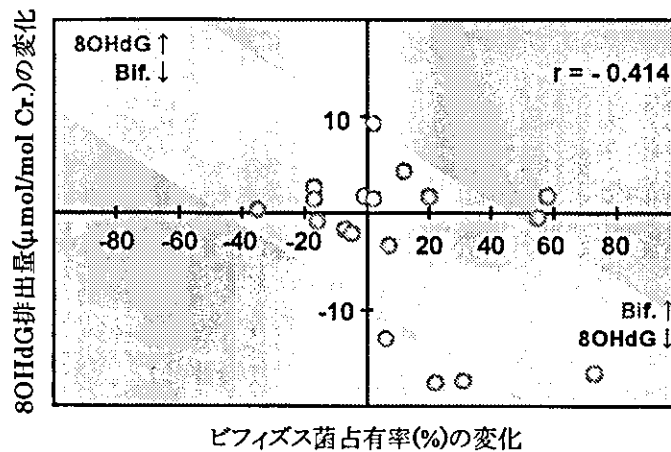 8OHdG排出量(μmol/mol Cr.)の変化
8OHdG ↑
Bif. ↓
r = - 0.414
10
-80 -60 -40 -20 20 40 60 80
-10
Bif. ↑
8OHdG ↓
ビフィズス菌占有率(%)の変化